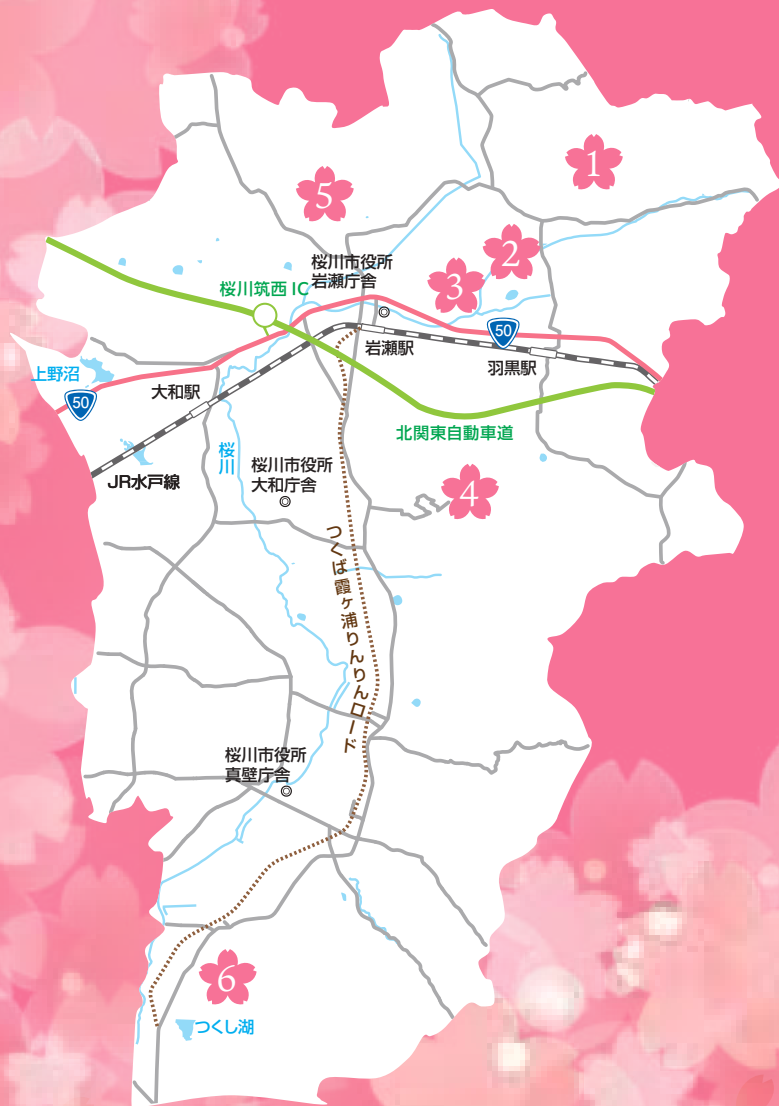 1
5
2
3
桜川市役所
岩瀬庁舎
桜川筑西IC
50
岩瀬駅
羽黒駅
上野沼
50
大和駅
北関東自動車道
桜川
桜川市役所
大和庁舎
JR水戸線
4
つくば霞ヶ浦りんりんロード
桜川市役所
真壁庁舎
6
つくし湖